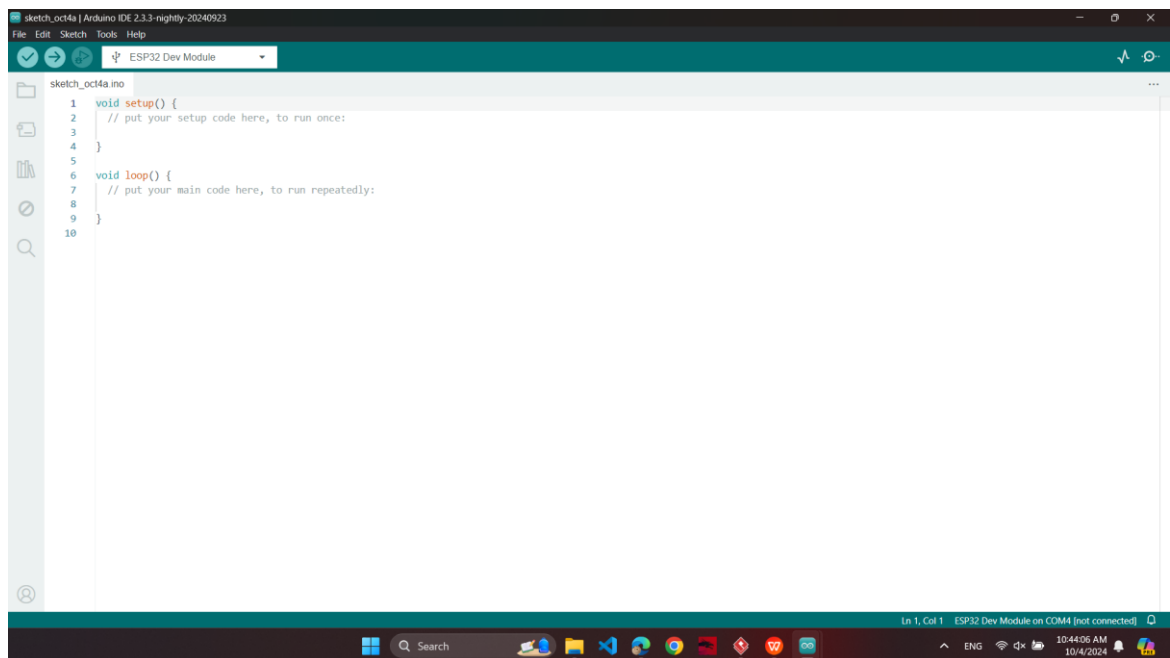 sketch_oct4a | Arduino IDE 2.3.3-nightly-20240923
File Edit Sketch Tools Help
ESP32 Dev Module
sketch_oct4a.ino
1 void setup() {
2 // put your setup code here, to run once:
3
4 }
5
6 void loop() {
7 // put your main code here, to run repeatedly:
8
9 }
10
Ln 1, Col 1 ESP32 Dev Module on COM4 [not connected]
Search
ENG
10:44:06 AM
10/4/2024